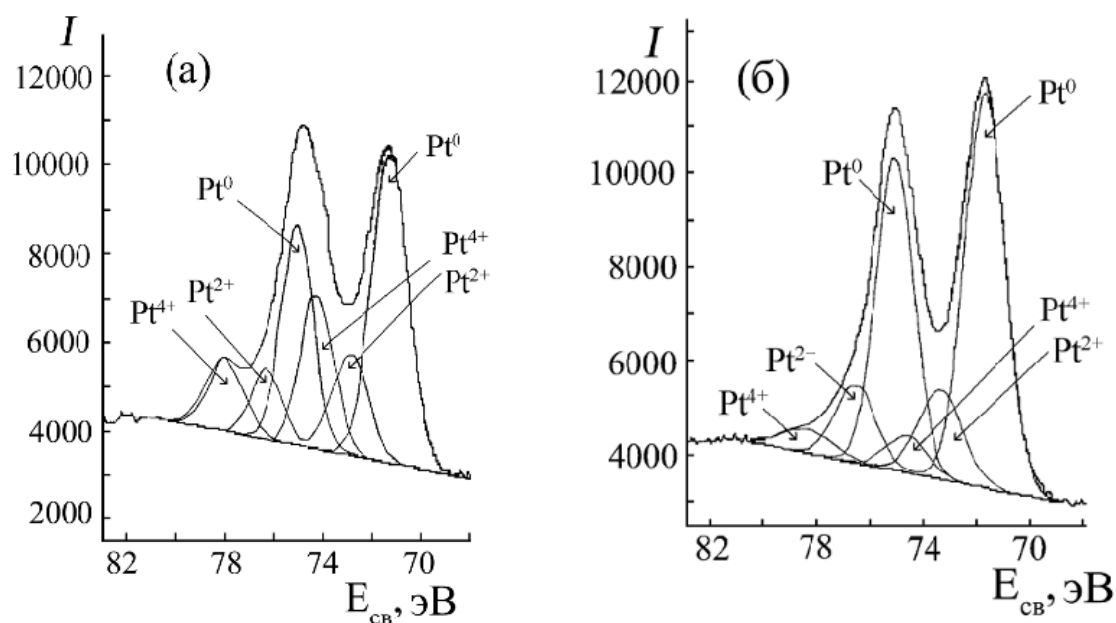 I
(а)
12000
10000
8000
6000
4000
2000
Pt⁰
Pt⁰
Pt⁴⁺
Pt²⁺
Pt²⁺
Pt⁴⁺
82 78 74 70
Eсв, эВ
I
(б)
12000
10000
8000
6000
4000
Pt⁰
Pt⁰
Pt⁴⁺
Pt²⁺
Pt²⁻
Pt⁴⁺
82 78 74 70
Eсв, эВ